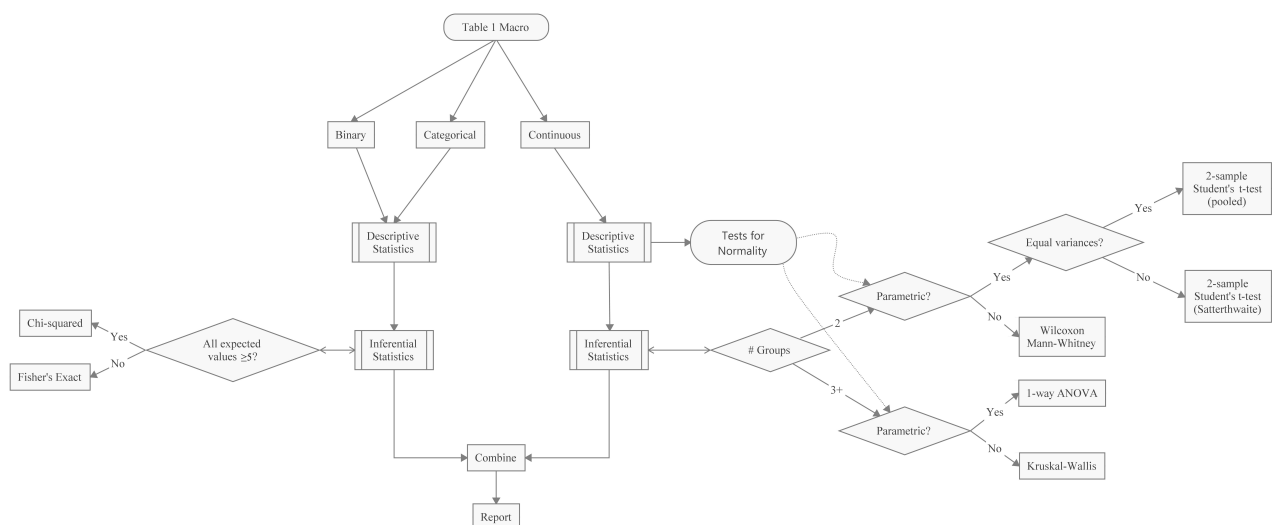 Table 1 Macro
Binary
Categorical
Continuous
Descriptive
Statistics
Descriptive
Statistics
Tests for
Normality
2-sample
Student's t-test
(pooled)
Yes
Equal variances?
No
2-sample
Student's t-test
(Satterthwaite)
Parametric?
Yes
No
Wilcoxon
Mann-Whitney
Chi-squared
Yes
All expected
values ≥5?
No
Fisher's Exact
Inferential
Statistics
Inferential
Statistics
# Groups
2
3+
Parametric?
Yes
1-way ANOVA
No
Kruskal-Wallis
Combine
Report